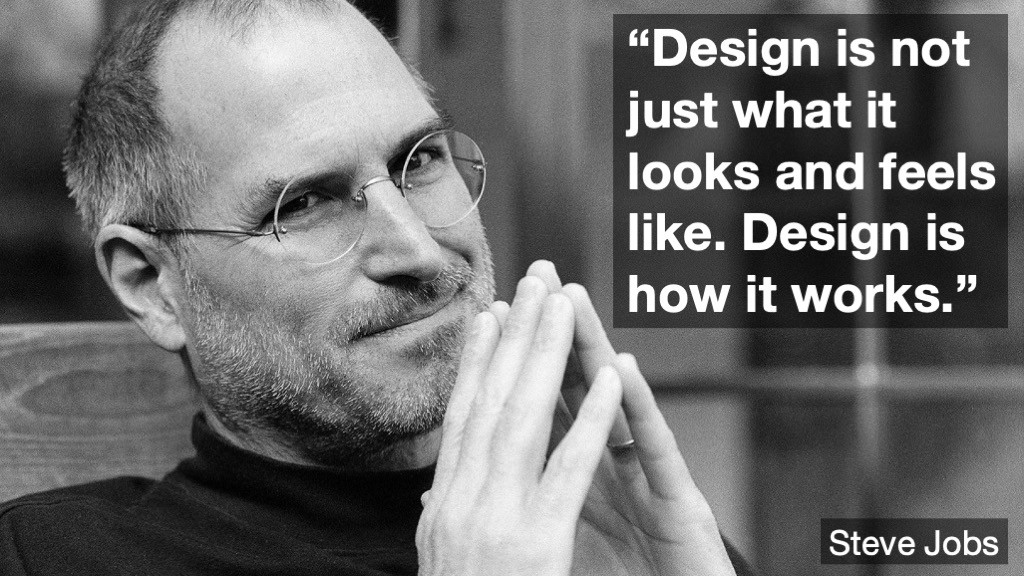 “Design is not
just what it
looks and feels
like. Design is
how it works.”
Steve Jobs